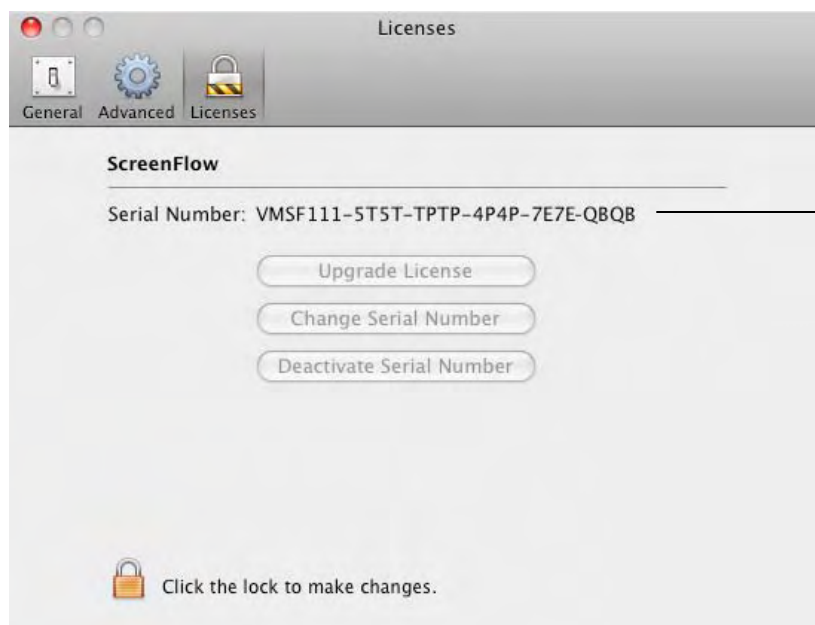 Licenses
General Advanced Licenses
ScreenFlow
Serial Number: VMSF111-5T5T-TPTP-4P4P-7E7E-QBQB
Upgrade License
Change Serial Number
Deactivate Serial Number
Click the lock to make changes.